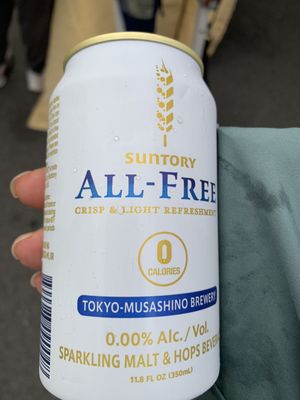 SUNTORY
ALL-FREE
CRISP & LIGHT REFRESHMENT
0
CALORIES
TOKYO-MUSASHINO BREWERY
0.00% Alc./Vol.
SPARKLING MALT & HOPS
11.8 FL OZ (350mL)